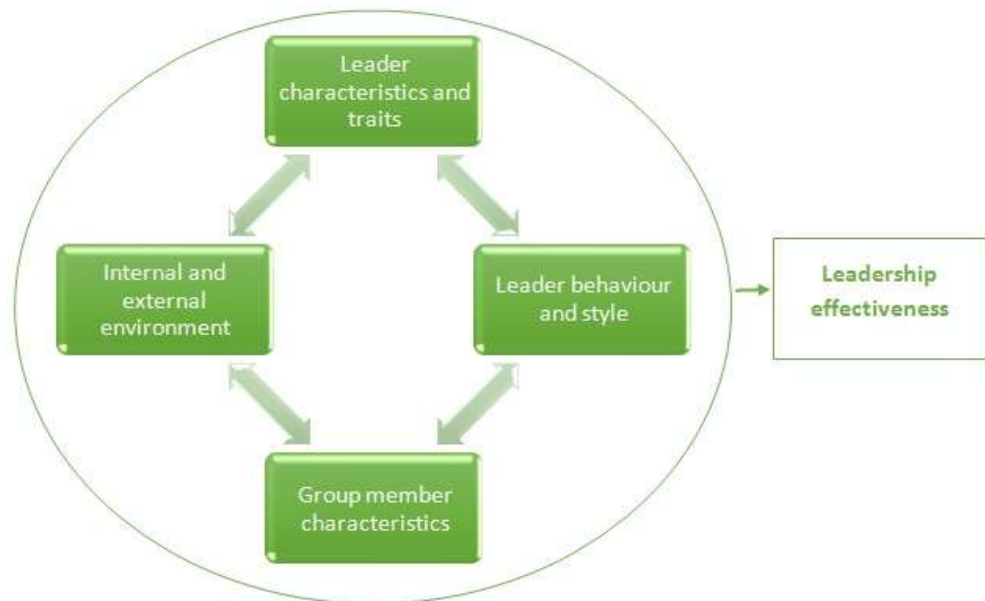 Leader
characteristics and
traits
Internal and
external
environment
Leader behaviour
and style
Leadership
effectiveness
Group member
characteristics